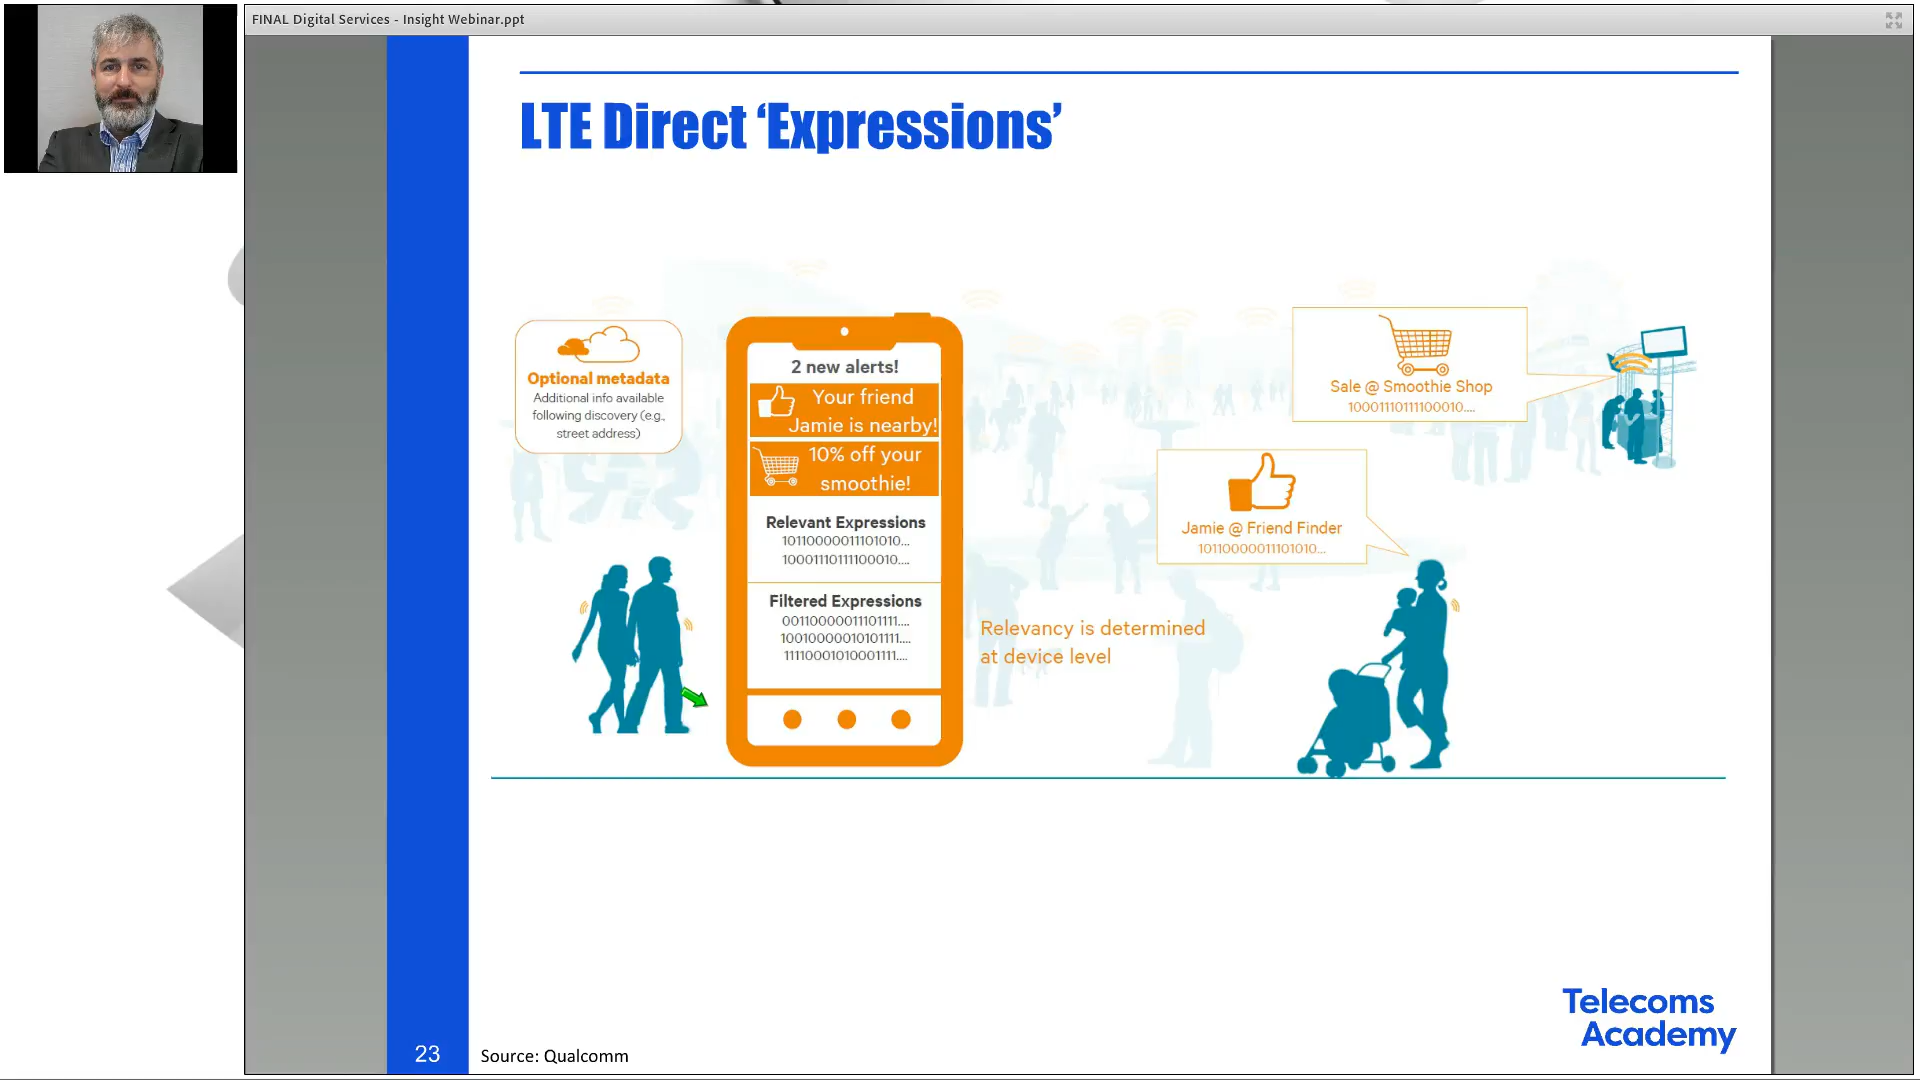 FINAL Digital Services - Insight Webinar.ppt
LTE Direct ‘Expressions’
Optional metadata
Additional info available
following discovery (e.g.,
street address)
2 new alerts!
Your friend
Jamie is nearby!
10% off your
smoothie!
Relevant Expressions
10110000011101010...
10001110111100010....
Filtered Expressions
00110000011101111....
10010000010101111....
11110001010001111....
Relevancy is determined
at device level
Sale @ Smoothie Shop
10001110111100010....
Jamie @ Friend Finder
10110000011101010...
Telecoms
Academy
23
Source: Qualcomm